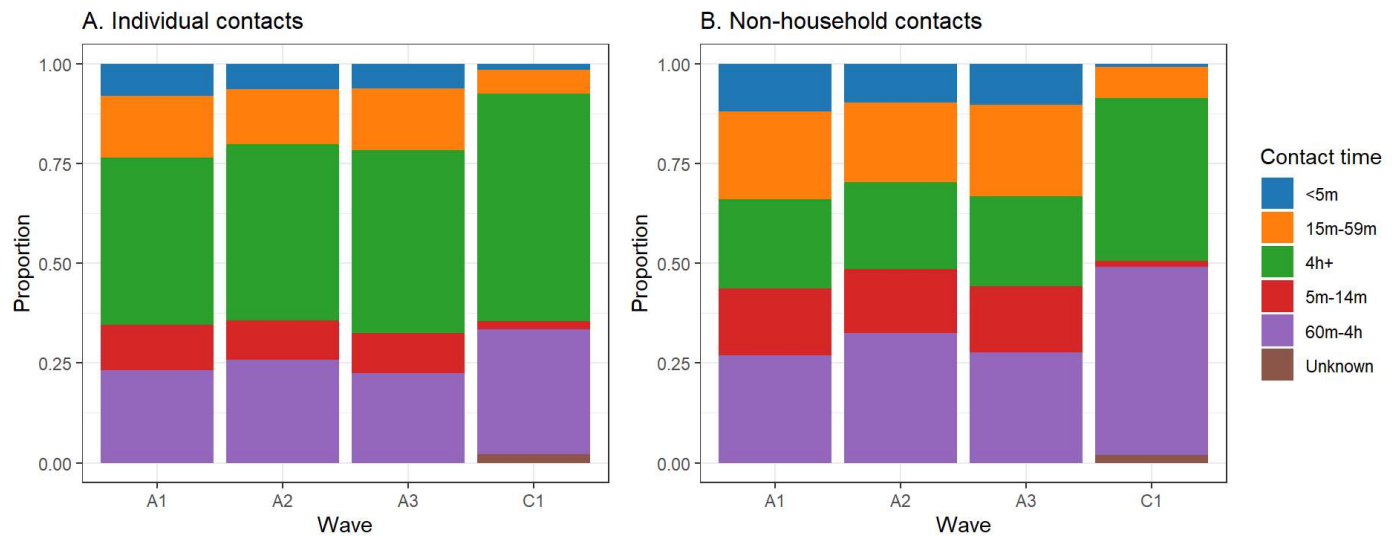 A. Individual contacts
Proportion
1.00
0.75
0.50
0.25
0.00
A1 A2 A3 C1
Wave
B. Non-household contacts
Proportion
1.00
0.75
0.50
0.25
0.00
A1 A2 A3 C1
Wave
Contact time
<5m
15m-59m
4h+
5m-14m
60m-4h
Unknown